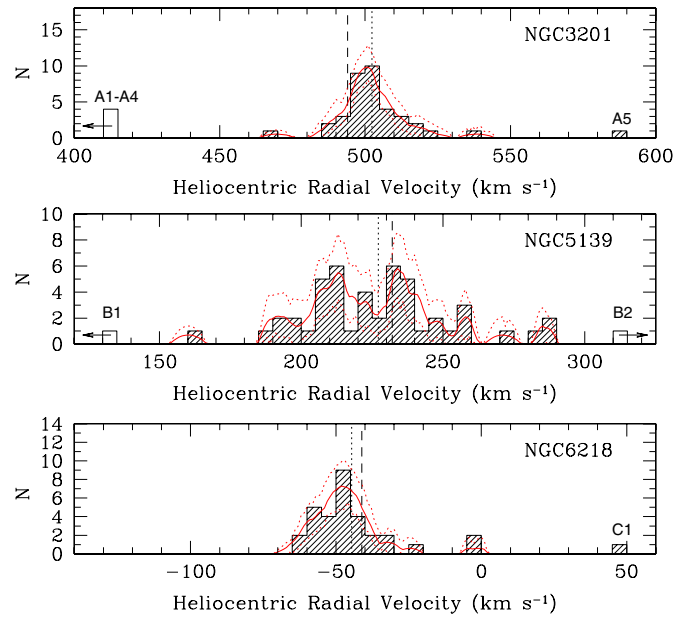 NGC3201
A1-A4
A5
N
15
10
5
0
400 450 500 550 600
Heliocentric Radial Velocity (km s⁻¹)
NGC5139
B1
B2
N
10
8
6
4
2
0
150 200 250 300
Heliocentric Radial Velocity (km s⁻¹)
NGC6218
C1
N
14
12
10
8
6
4
2
0
-100 -50 0 50
Heliocentric Radial Velocity (km s⁻¹)